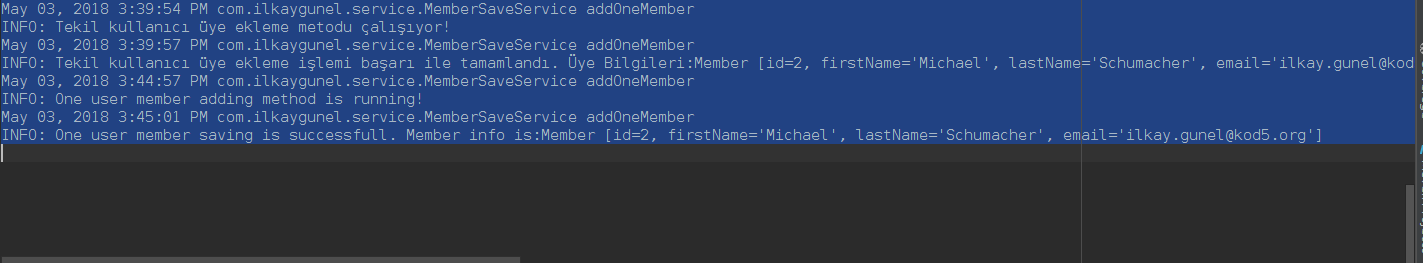 May 03, 2018 3:39:54 PM com.ilkaygunel.service.MemberSaveService addOneMember
INFO: Tekil kullanıcı üye ekleme metodu çalışıyor!
May 03, 2018 3:39:57 PM com.ilkaygunel.service.MemberSaveService addOneMember
INFO: Tekil kullanıcı üye ekleme işlemi başarı ile tamamlandı. Üye Bilgileri:Member [id=2, firstName='Michael', lastName='Schumacher', email='ilkay.gunel@kod
May 03, 2018 3:44:57 PM com.ilkaygunel.service.MemberSaveService addOneMember
INFO: One user member adding method is running!
May 03, 2018 3:45:01 PM com.ilkaygunel.service.MemberSaveService addOneMember
INFO: One user member saving is successfull. Member info is:Member [id=2, firstName='Michael', lastName='Schumacher', email='ilkay.gunel@kod5.org']